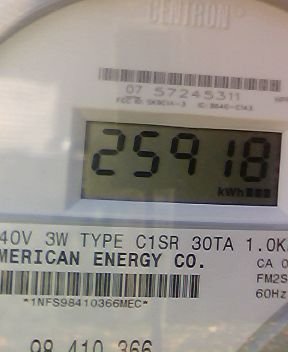 CENTRON®
07 57245311
25918
kWh
40V 3W TYPE C1SR 30TA 1.0K
MERICAN ENERGY CO.
CA 0
FM2S
60Hz
*1NFS98410366MEC*
98 410 366